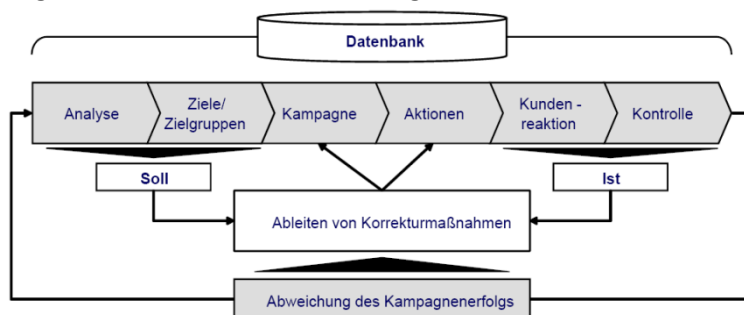 Datenbank
Analyse
Ziele/
Zielgruppen
Kampagne
Aktionen
Kunden -
reaktion
Kontrolle
Soll
Ist
Ableiten von Korrekturmaßnahmen
Abweichung des Kampagnenerfolgs